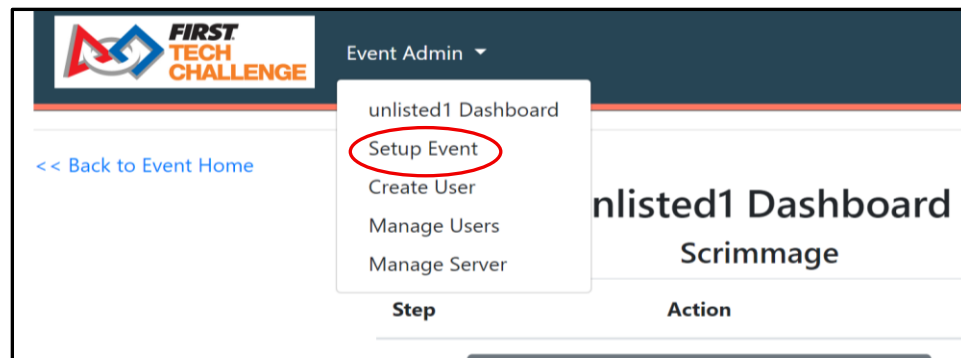 FIRST
TECH
CHALLENGE
Event Admin
unlisted1 Dashboard
Setup Event
Create User
Manage Users
Manage Server
<< Back to Event Home
nlisted1 Dashboard
Scrimmage
Step Action